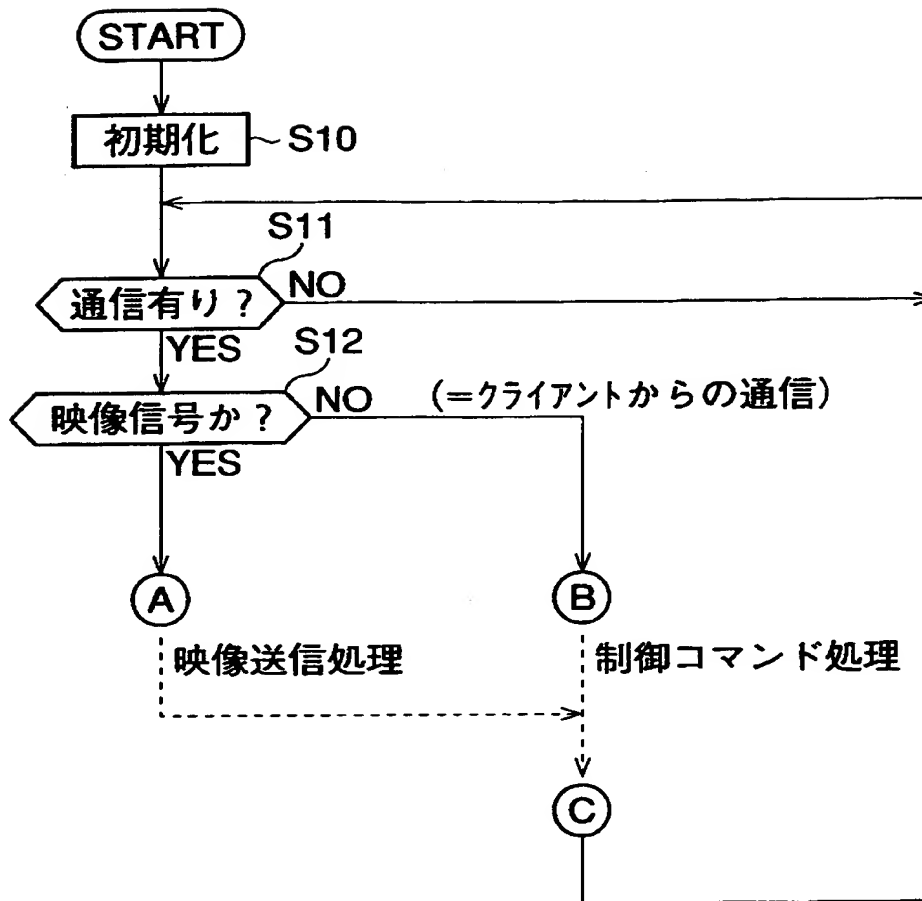 START
初期化
S10
S11
通信有り?
NO
YES
S12
映像信号か?
NO
(=クライアントからの通信)
YES
A
B
映像送信処理
制御コマンド処理
C